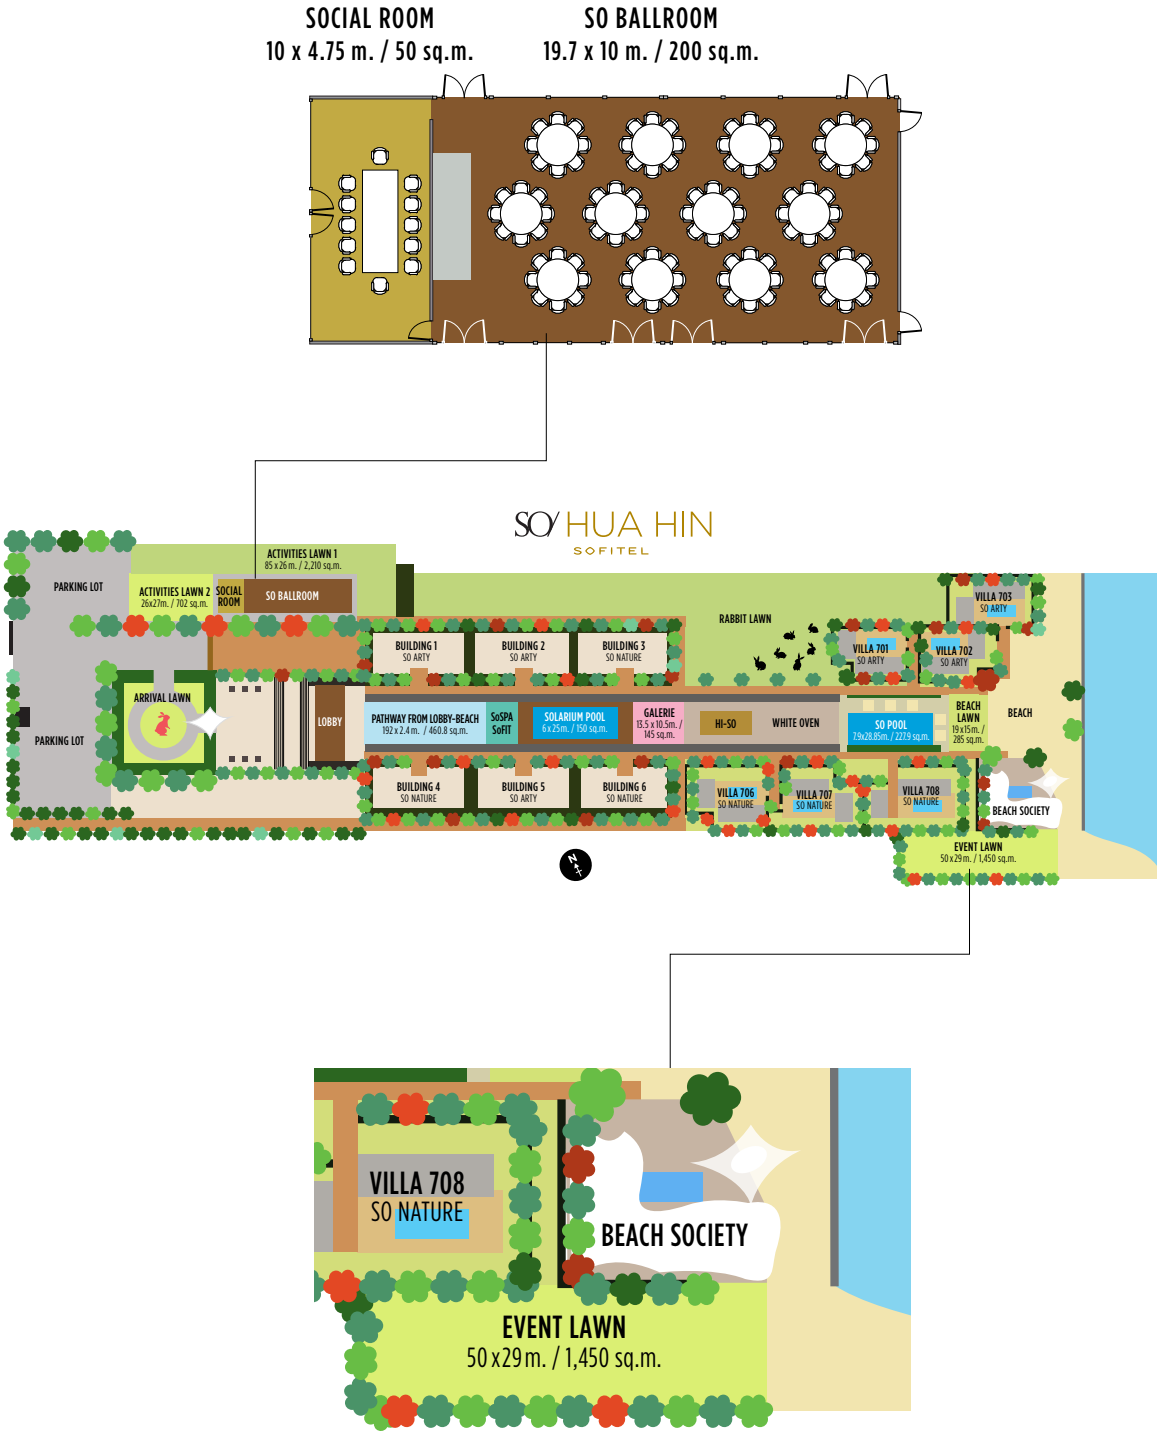 SOCIAL ROOM
10 x 4.75 m. / 50 sq.m.
SO BALLROOM
19.7 x 10 m. / 200 sq.m.
SO/ HUA HIN
SOFITEL
ACTIVITIES LAWN 1
85 x 26 m. / 2,210 sq.m.
PARKING LOT
ACTIVITIES LAWN 2
26x27m. / 702 sq.m.
SOCIAL
ROOM
SO BALLROOM
RABBIT LAWN
VILLA 703
SO ARTY
VILLA 701
SO ARTY
VILLA 702
SO ARTY
BUILDING 1
SO ARTY
BUILDING 2
SO ARTY
BUILDING 3
SO NATURE
ARRIVAL LAWN
PARKING LOT
LOBBY
PATHWAY FROM LOBBY-BEACH
192 x 2.4 m. / 460.8 sq.m.
SoSPA
SoFIT
SOLARIUM POOL
6 x 25m. / 150 sq.m.
GALERIE
13.5 x 10.5m. /
145 sq.m.
HI-SO
WHITE OVEN
SO POOL
7.9x28.85m. / 227.9 sq.m.
BEACH
LAWN
19x15m. /
285 sq.m.
BEACH
BUILDING 4
SO NATURE
BUILDING 5
SO ARTY
BUILDING 6
SO NATURE
VILLA 706
SO NATURE
VILLA 707
SO NATURE
VILLA 708
SO NATURE
BEACH SOCIETY
EVENT LAWN
50x29m. / 1,450 sq.m.
N
VILLA 708
SO NATURE
BEACH SOCIETY
EVENT LAWN
50x29m. / 1,450 sq.m.